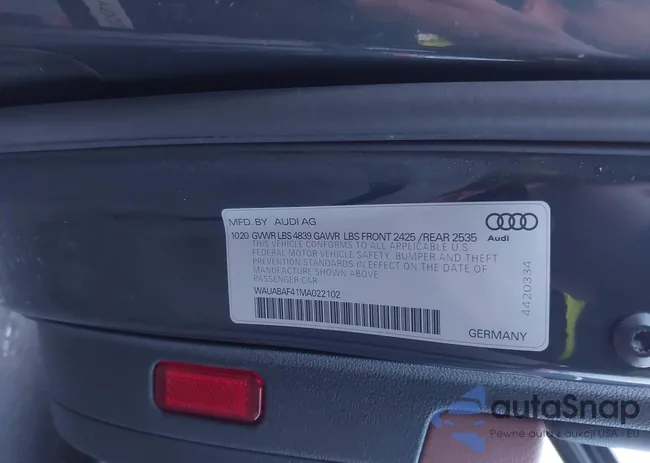 MFD. BY AUDI AG
10 20 GVWR LBS 4839 GAWR LBS FRONT 2425 / REAR 2535
Audi
THIS VEHICLE CONFORMS TO ALL APPLICABLE U.S.
FEDERAL MOTOR VEHICLE SAFETY, BUMPER AND THEFT
PREVENTION STANDARDS IN EFFECT ON THE DATE OF
MANUFACTURE SHOWN ABOVE
PASSENGER CAR
WAUABAF41MA022102
4420334
GERMANY
autaSnap
Pewne auta z aukcji USA i EU